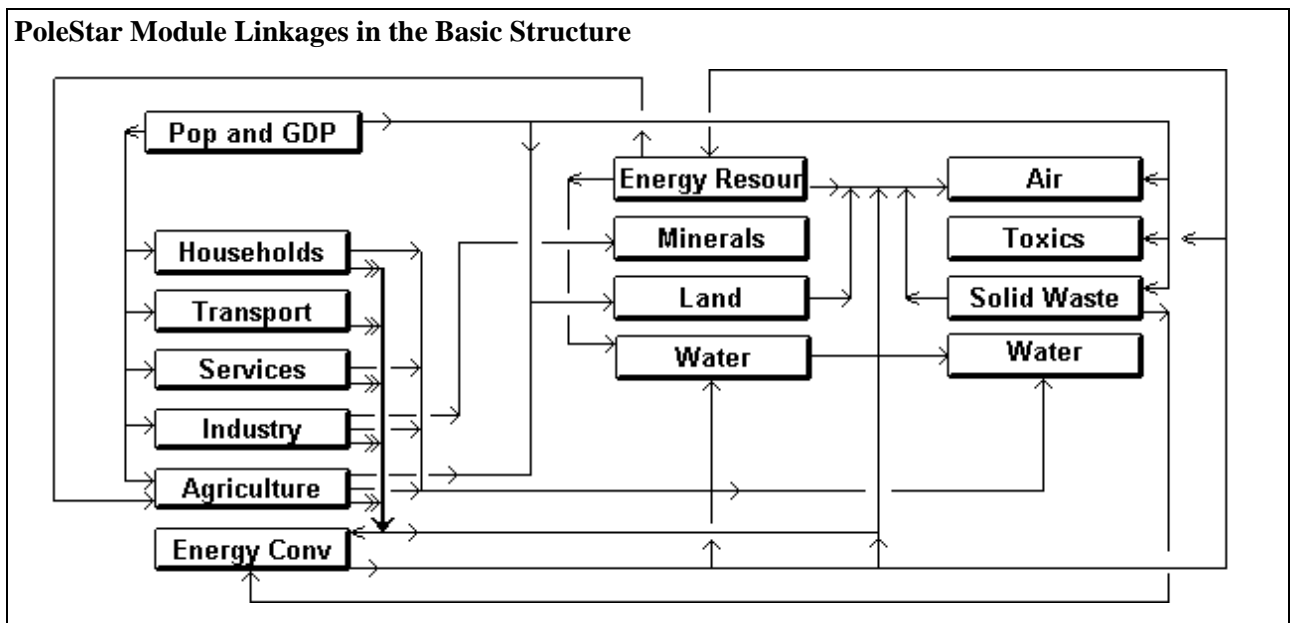 PoleStar Module Linkages in the Basic Structure
Pop and GDP
Households
Transport
Services
Industry
Agriculture
Energy Conv
Energy Resour
Minerals
Land
Water
Air
Toxics
Solid Waste
Water